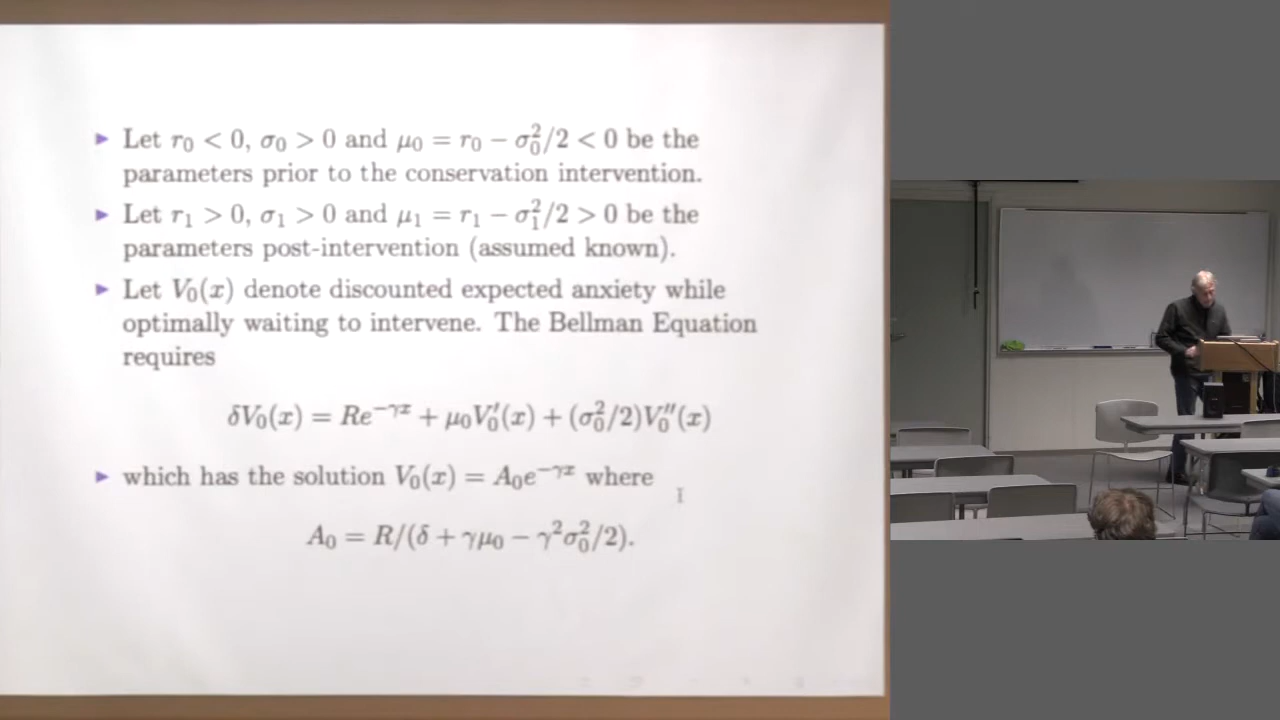 ▶ Let r₀ < 0, σ₀ > 0 and μ₀ = r₀ − σ₀²/2 < 0 be the
parameters prior to the conservation intervention.
▶ Let r₁ > 0, σ₁ > 0 and μ₁ = r₁ − σ₁²/2 > 0 be the
parameters post-intervention (assumed known).
▶ Let V₀(x) denote discounted expected anxiety while
optimally waiting to intervene. The Bellman Equation
requires
δV₀(x) = Re^{−γx} + μ₀V₀′(x) + (σ₀²/2)V₀″(x)
▶ which has the solution V₀(x) = A₀e^{−γx} where
A₀ = R/(δ + γμ₀ − γ²σ₀²/2).